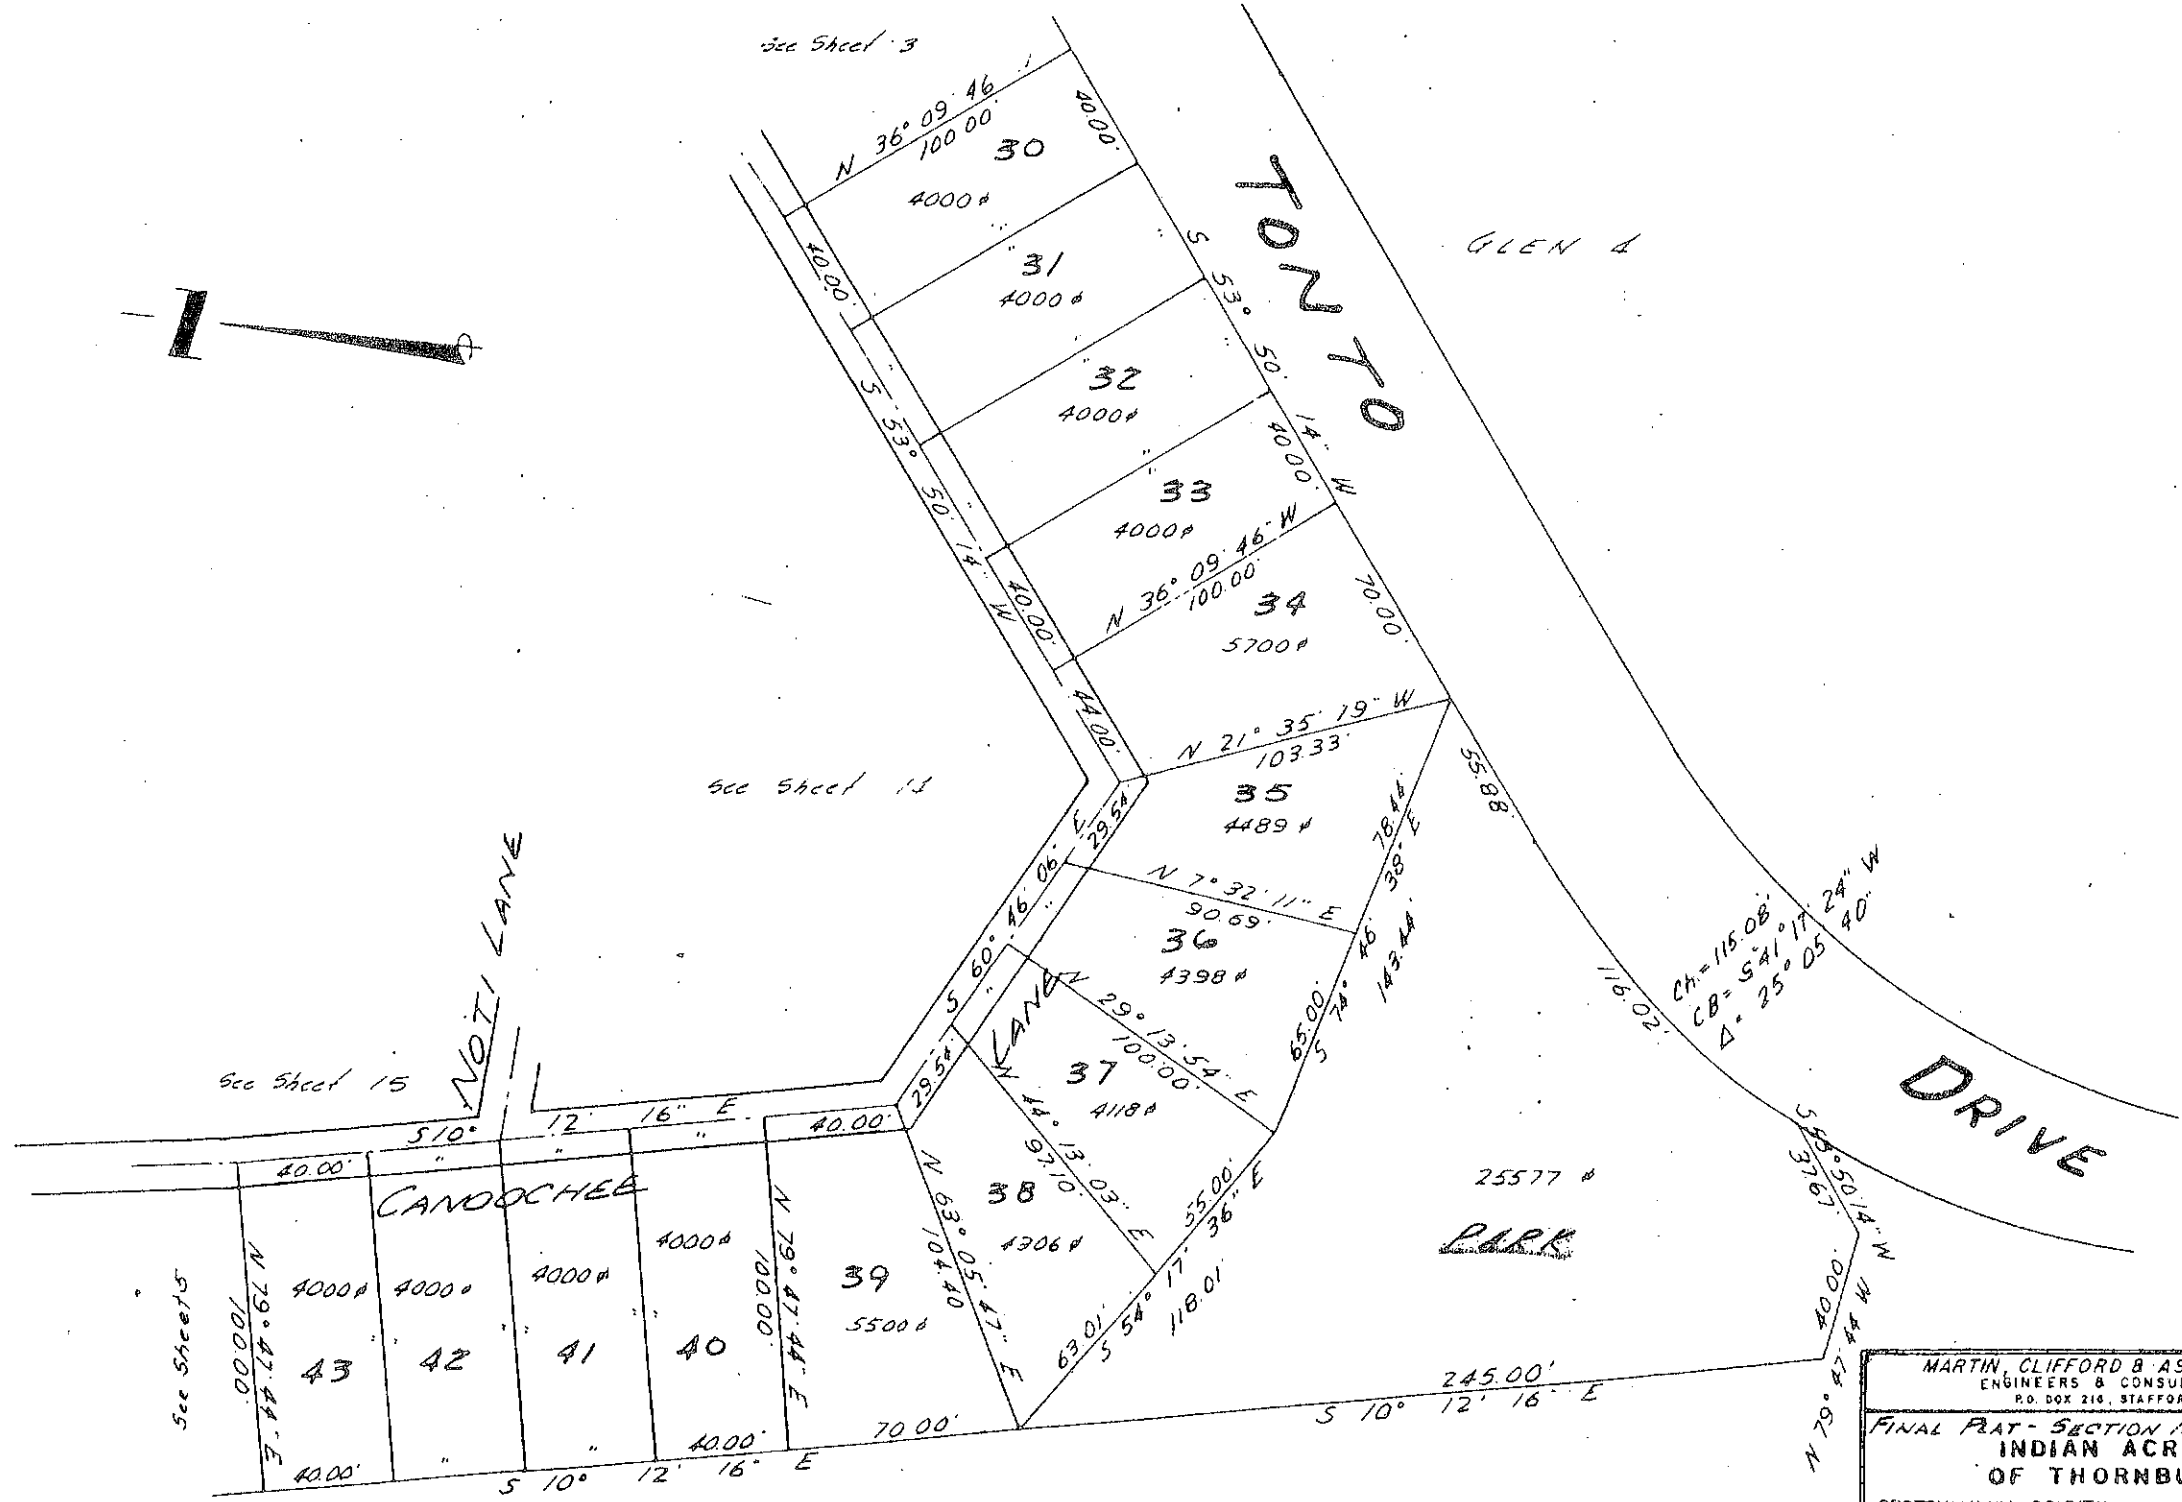 See Sheet 3
N 36° 09' 46
100.00
40.00'
30
4000
40.00'
31
4000
S 53° 50' 14" W
32
4000
TONTO
GLEN 4
S 53° 50' 14" W
33
4000
40.00'
40.00'
N 36° 09' 46" W
100.00'
34
5700
70.00'
44.00'
N 21° 35' 19" W
103.33'
See Sheet
35
4489
29.54'
78.44'
55.88'
N 7° 32' 11" E
90.69'
S 60° 46' 06" E
36
4398
65.00'
S 74° 46' 38" E
143.44'
NOTI LANE
LANE
N 29° 13' 54" E
100.00'
37
4118
116.02'
Ch.= 115.08'
CB= S 41° 17' 24" W
Δ= 25° 05' 40"
DRIVE
29.54'
N 44° 13' 03" E
97.10'
See Sheet 15
S 10° 12' 16" E
40.00'
40.00'
CANOOCHEE
38
4306
55.00'
N 63° 05' 47" E
104.40
63.01'
S 54° 17' 36" E
118.01'
25577
PARK
37.67'
40.00'
N 79° 47' 44" W
See Sheet 5
N 79° 47' 44" E
100.00'
4000
43
4000
42
4000
41
4000
40
N 79° 47' 44" E
100.00'
39
5500
40.00'
40.00'
70.00'
S 10° 12' 16" E
245.00'
S 10° 12' 16" E
MARTIN, CLIFFORD & AS
ENGINEERS & CONSU
P.O. BOX 216, STAFFOR
FINAL PLAT - SECTION
INDIAN ACR
OF THORNBU